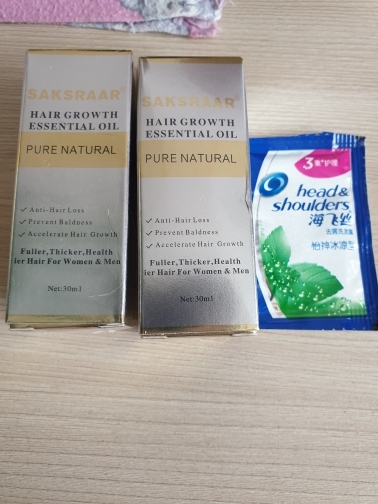 SAKSRAAR®
HAIR GROWTH
ESSENTIAL OIL
PURE NATURAL
✓ Anti-Hair Loss
✓ Prevent Baldness
✓ Accelerate Hair Growth
Fuller,Thicker,Health
ier Hair For Women & Men
Net:30ml
SAKSRAAR®
HAIR GROWTH
ESSENTIAL OIL
PURE NATURAL
✓ Anti-Hair Loss
✓ Prevent Baldness
✓ Accelerate Hair Growth
Fuller,Thicker,Health
ier Hair For Women & Men
Net:30ml
3重护理
head&
shoulders
海飞丝
去屑洗发露
怡神冰凉型